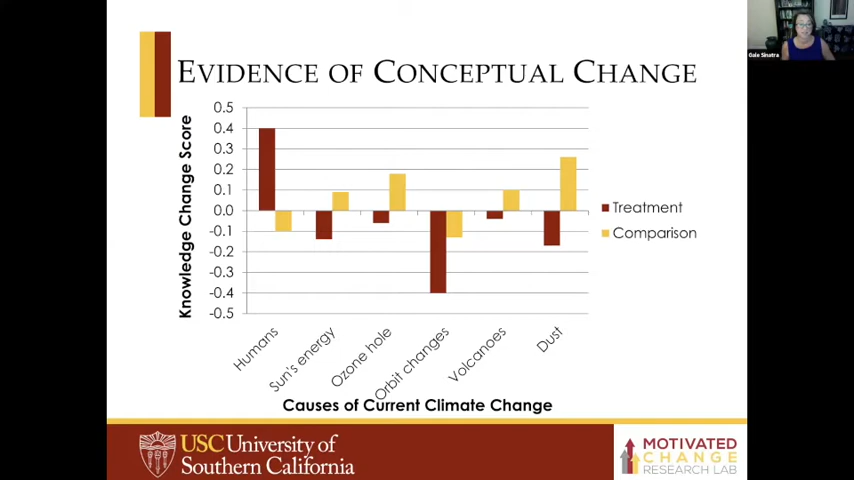 Gale Sinatra
EVIDENCE OF CONCEPTUAL CHANGE
Knowledge Change Score
0.5
0.4
0.3
0.2
0.1
0.0
-0.1
-0.2
-0.3
-0.4
-0.5
Humans
Sun's energy
Ozone hole
Orbit changes
Volcanoes
Dust
Causes of Current Climate Change
Treatment
Comparison
USC University of
Southern California
MOTIVATED
CHANGE
RESEARCH LAB